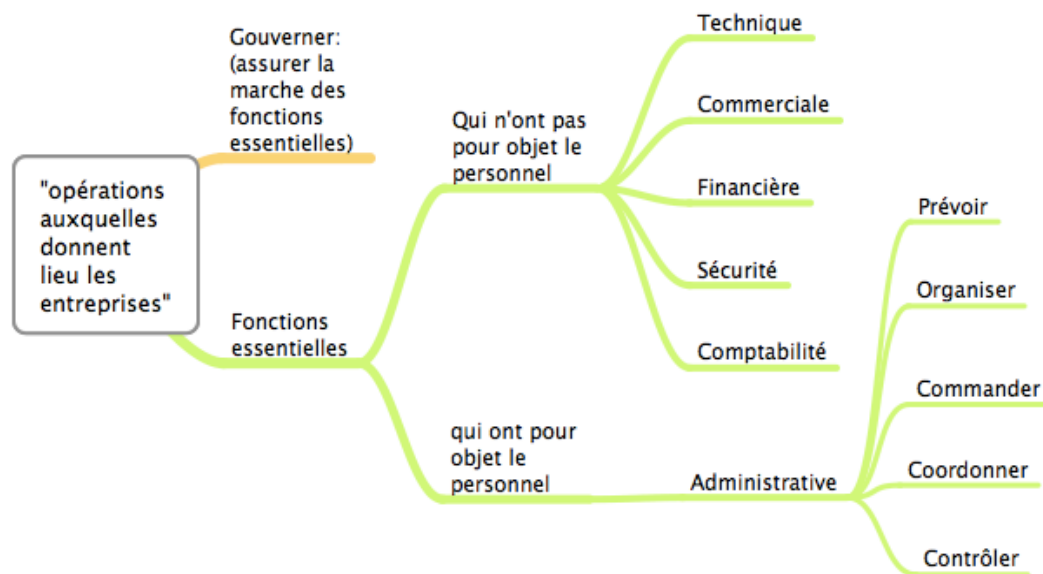 "opérations
auxquelles
donnent
lieu les
entreprises"
Gouverner:
(assurer la
marche des
fonctions
essentielles)
Fonctions
essentielles
Qui n'ont pas
pour objet le
personnel
Technique
Commerciale
Financière
Sécurité
Comptabilité
qui ont pour
objet le
personnel
Administrative
Prévoir
Organiser
Commander
Coordonner
Contrôler